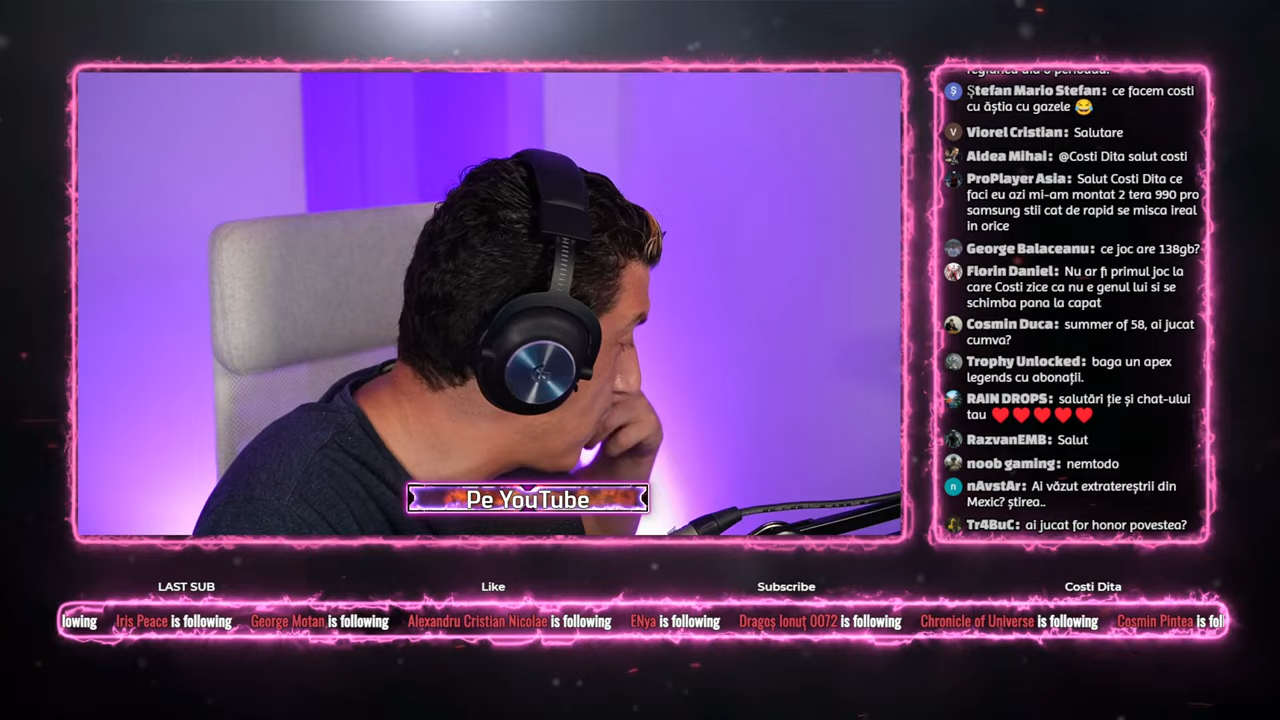 Ștefan Mario Stefan: ce facem costi
cu ăștia cu gazele
Viorel Cristian: Salutare
Aldea Mihai: @Costi Dita salut costi
ProPlayer Asia: Salut Costi Dita ce
faci eu azi mi-am montat 2 tera 990 pro
samsung stii cat de rapid se misca ireal
in orice
George Balaceanu: ce joc are 138gb?
Florin Daniel: Nu ar fi primul joc la
care Costi zice ca nu e genul lui si se
schimba pana la capat
Cosmin Duca: summer of 58, ai jucat
cumva?
Trophy Unlocked: baga un apex
legends cu abonații.
RAIN DROPS: salutări ție și chat-ului
tau
RazvanEMB: Salut
noob gaming: nemtodo
nAvstAr: Ai văzut extratereștrii din
Mexic? știrea..
Tr4BuC: ai jucat for honor povestea?
Pe YouTube
LAST SUB
Like
Subscribe
Costi Dita
lowing Iris Peace is following George Motan is following Alexandru Cristian Nicolae is following ENya is following Dragoș Ionuț 0072 is following Chronicle of Universe is following Cosmin Pintea is fol